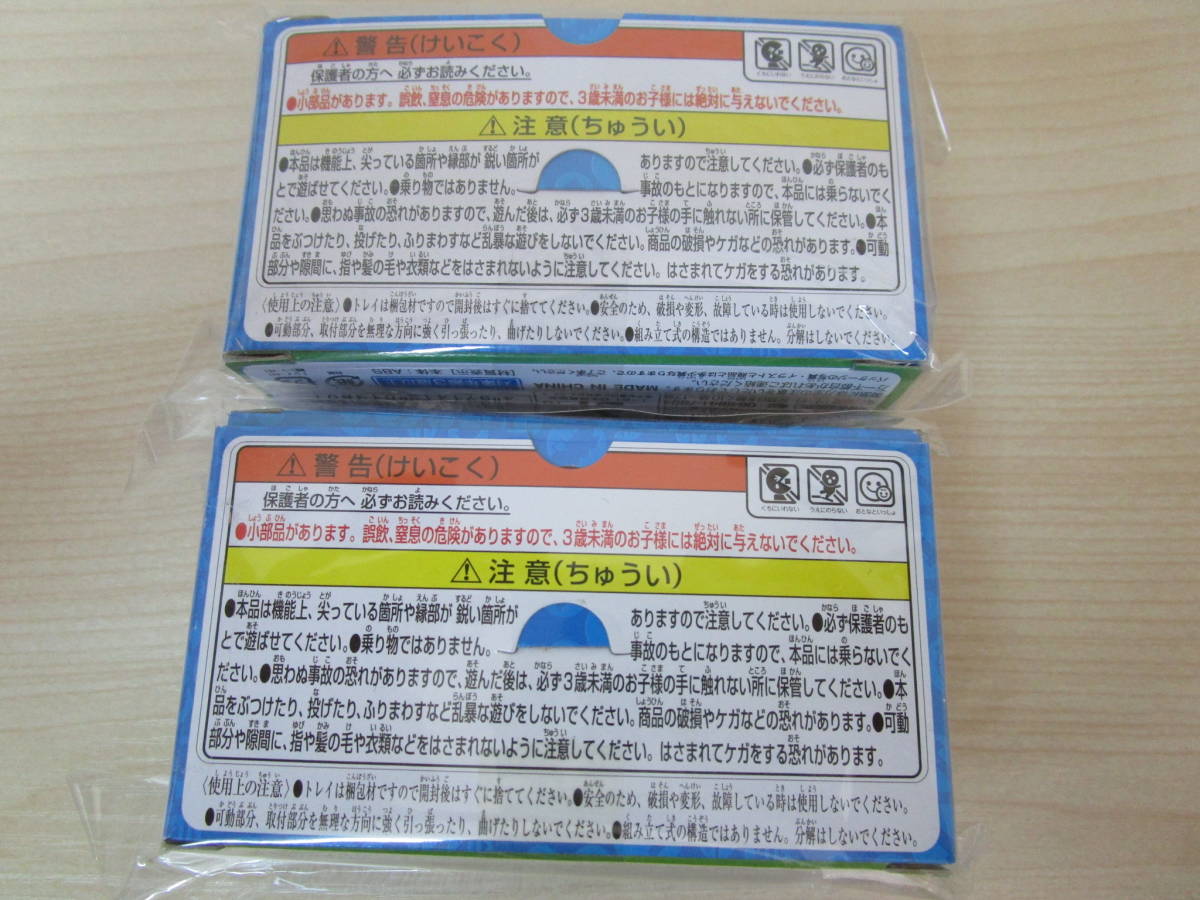 ⚠ 警告(けいこく)
保護者の方へ 必ずお読みください。
くちにいれない うえにのらない おとなといっしょ
●小部品があります。誤飲、窒息の危険がありますので、3歳未満のお子様には絶対に与えないでください。
⚠ 注意(ちゅうい)
●本品は機能上、尖っている箇所や縁部が 鋭い箇所が ありますので注意してください。●必ず保護者のも
とで遊ばせてください。●乗り物ではありません。 事故のもとになりますので、本品には乗らないでく
ださい。●思わぬ事故の恐れがありますので、遊んだ後は、必ず3歳未満のお子様の手に触れない所に保管してください。●本
品をぶつけたり、投げたり、ふりまわすなど乱暴な遊びをしないでください。商品の破損やケガなどの恐れがあります。●可動
部分や隙間に、指や髪の毛や衣類などをはさまれないように注意してください。はさまれてケガをする恐れがあります。
〈使用上の注意〉●トレイは梱包材ですので開封後はすぐに捨ててください。●安全のため、破損や変形、故障している時は使用しないでください。
●可動部分、取付部分を無理な方向に強く引っ張ったり、曲げたりしないでください。●組み立て式の構造ではありません。分解はしないでください。
MADE IN CHINA
⚠ 警告(けいこく)
保護者の方へ 必ずお読みください。
くちにいれない うえにのらない おとなといっしょ
●小部品があります。誤飲、窒息の危険がありますので、3歳未満のお子様には絶対に与えないでください。
⚠ 注意(ちゅうい)
●本品は機能上、尖っている箇所や縁部が 鋭い箇所が ありますので注意してください。●必ず保護者のも
とで遊ばせてください。●乗り物ではありません。 事故のもとになりますので、本品には乗らないでく
ださい。●思わぬ事故の恐れがありますので、遊んだ後は、必ず3歳未満のお子様の手に触れない所に保管してください。●本
品をぶつけたり、投げたり、ふりまわすなど乱暴な遊びをしないでください。商品の破損やケガなどの恐れがあります。●可動
部分や隙間に、指や髪の毛や衣類などをはさまれないように注意してください。はさまれてケガをする恐れがあります。
〈使用上の注意〉●トレイは梱包材ですので開封後はすぐに捨ててください。●安全のため、破損や変形、故障している時は使用しないでください。
●可動部分、取付部分を無理な方向に強く引っ張ったり、曲げたりしないでください。●組み立て式の構造ではありません。分解はしないでください。